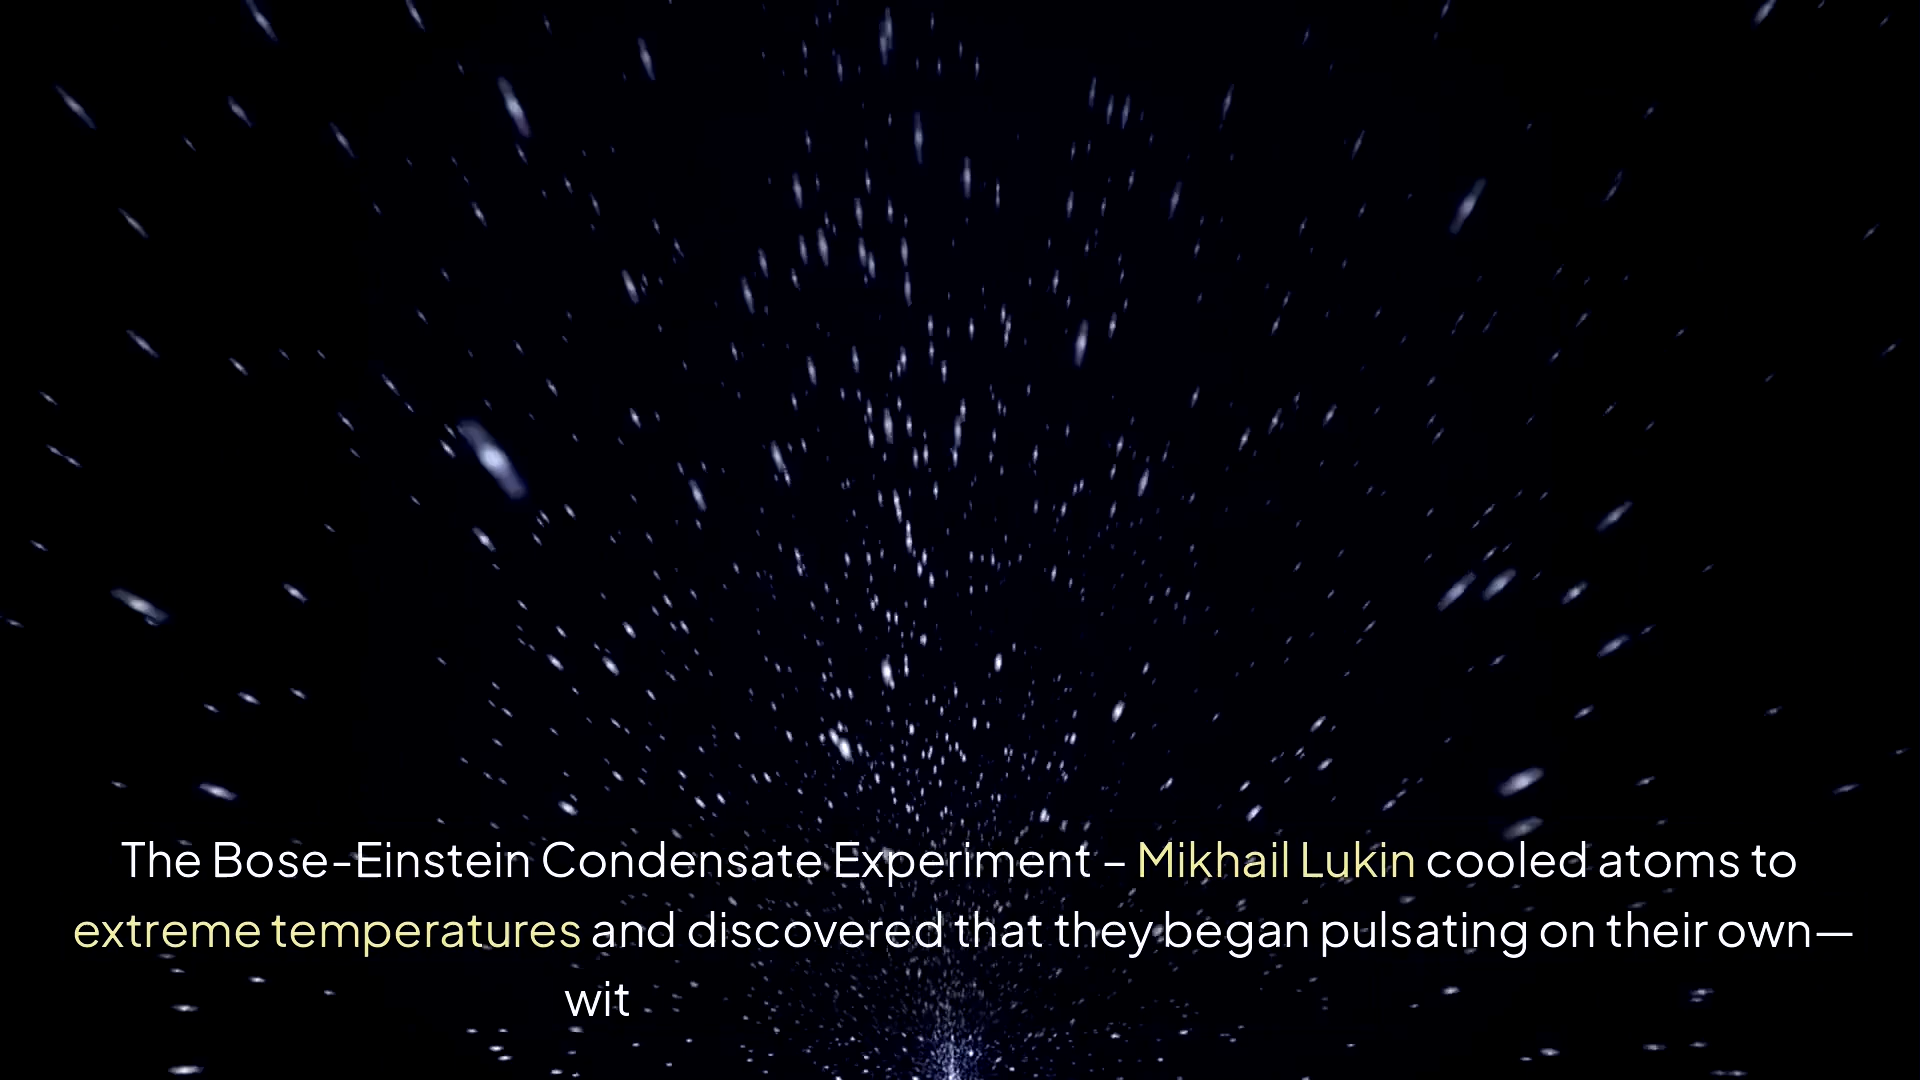 The Bose-Einstein Condensate Experiment – Mikhail Lukin cooled atoms to
extreme temperatures and discovered that they began pulsating on their own—
wit